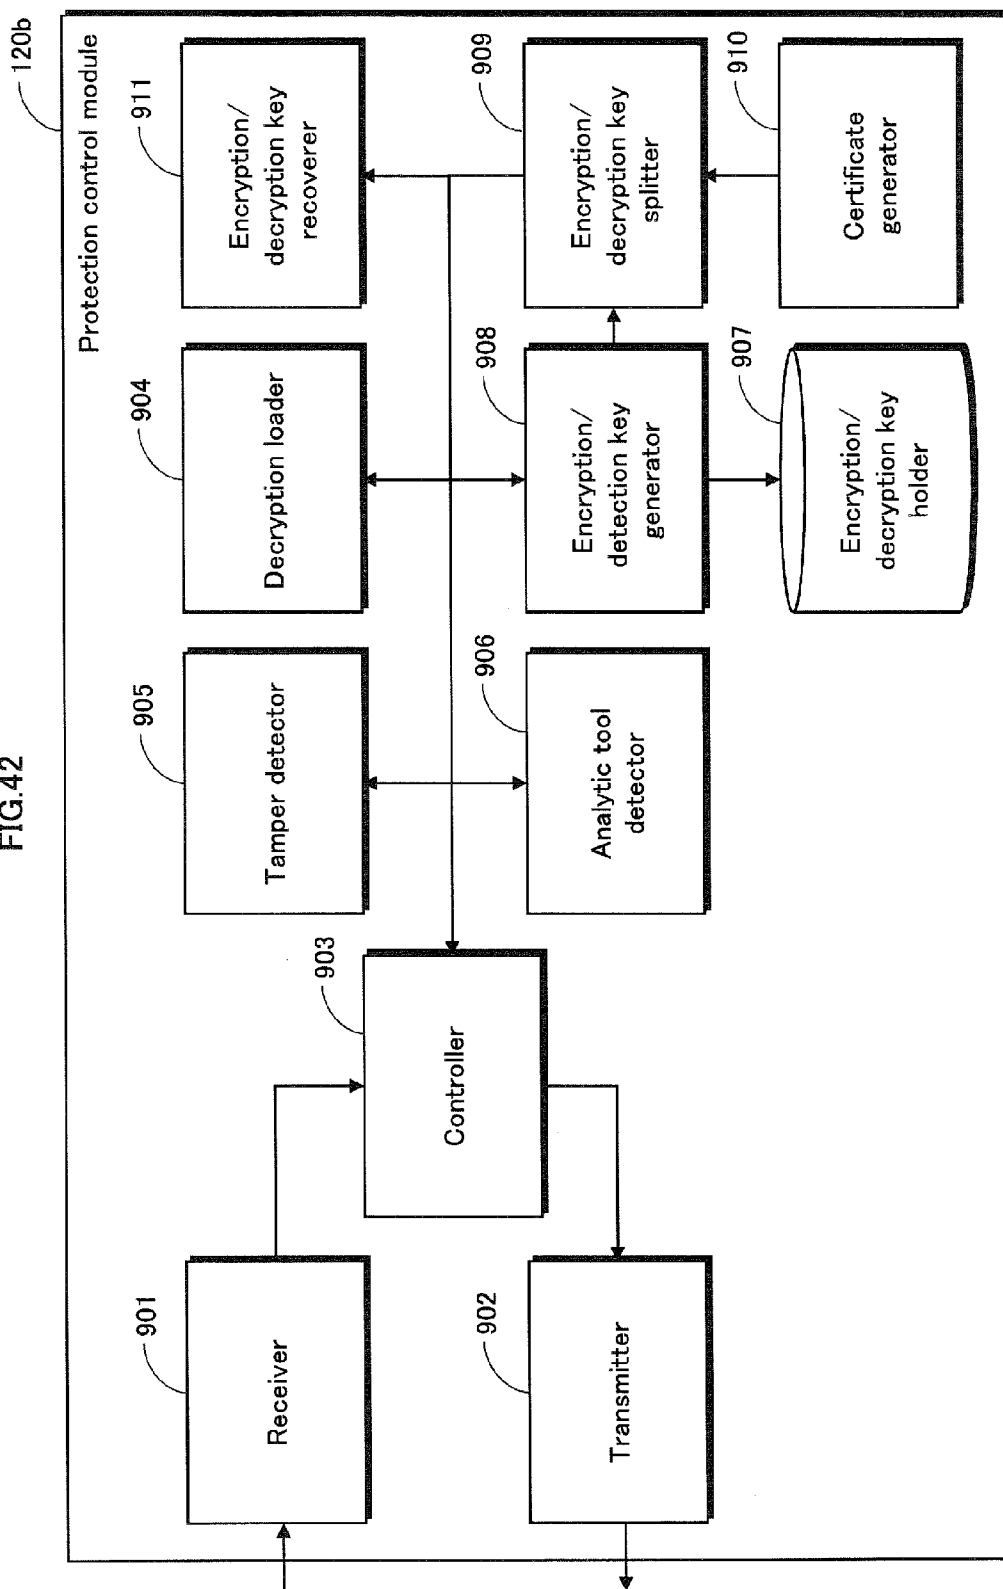 FIG.42
120b
Protection control module
901
Receiver
902
Transmitter
903
Controller
905
Tamper detector
906
Analytic tool
detector
904
Decryption loader
908
Encryption/
detection key
generator
907
Encryption/
decryption key
holder
911
Encryption/
decryption key
recoverer
909
Encryption/
decryption key
splitter
910
Certificate
generator